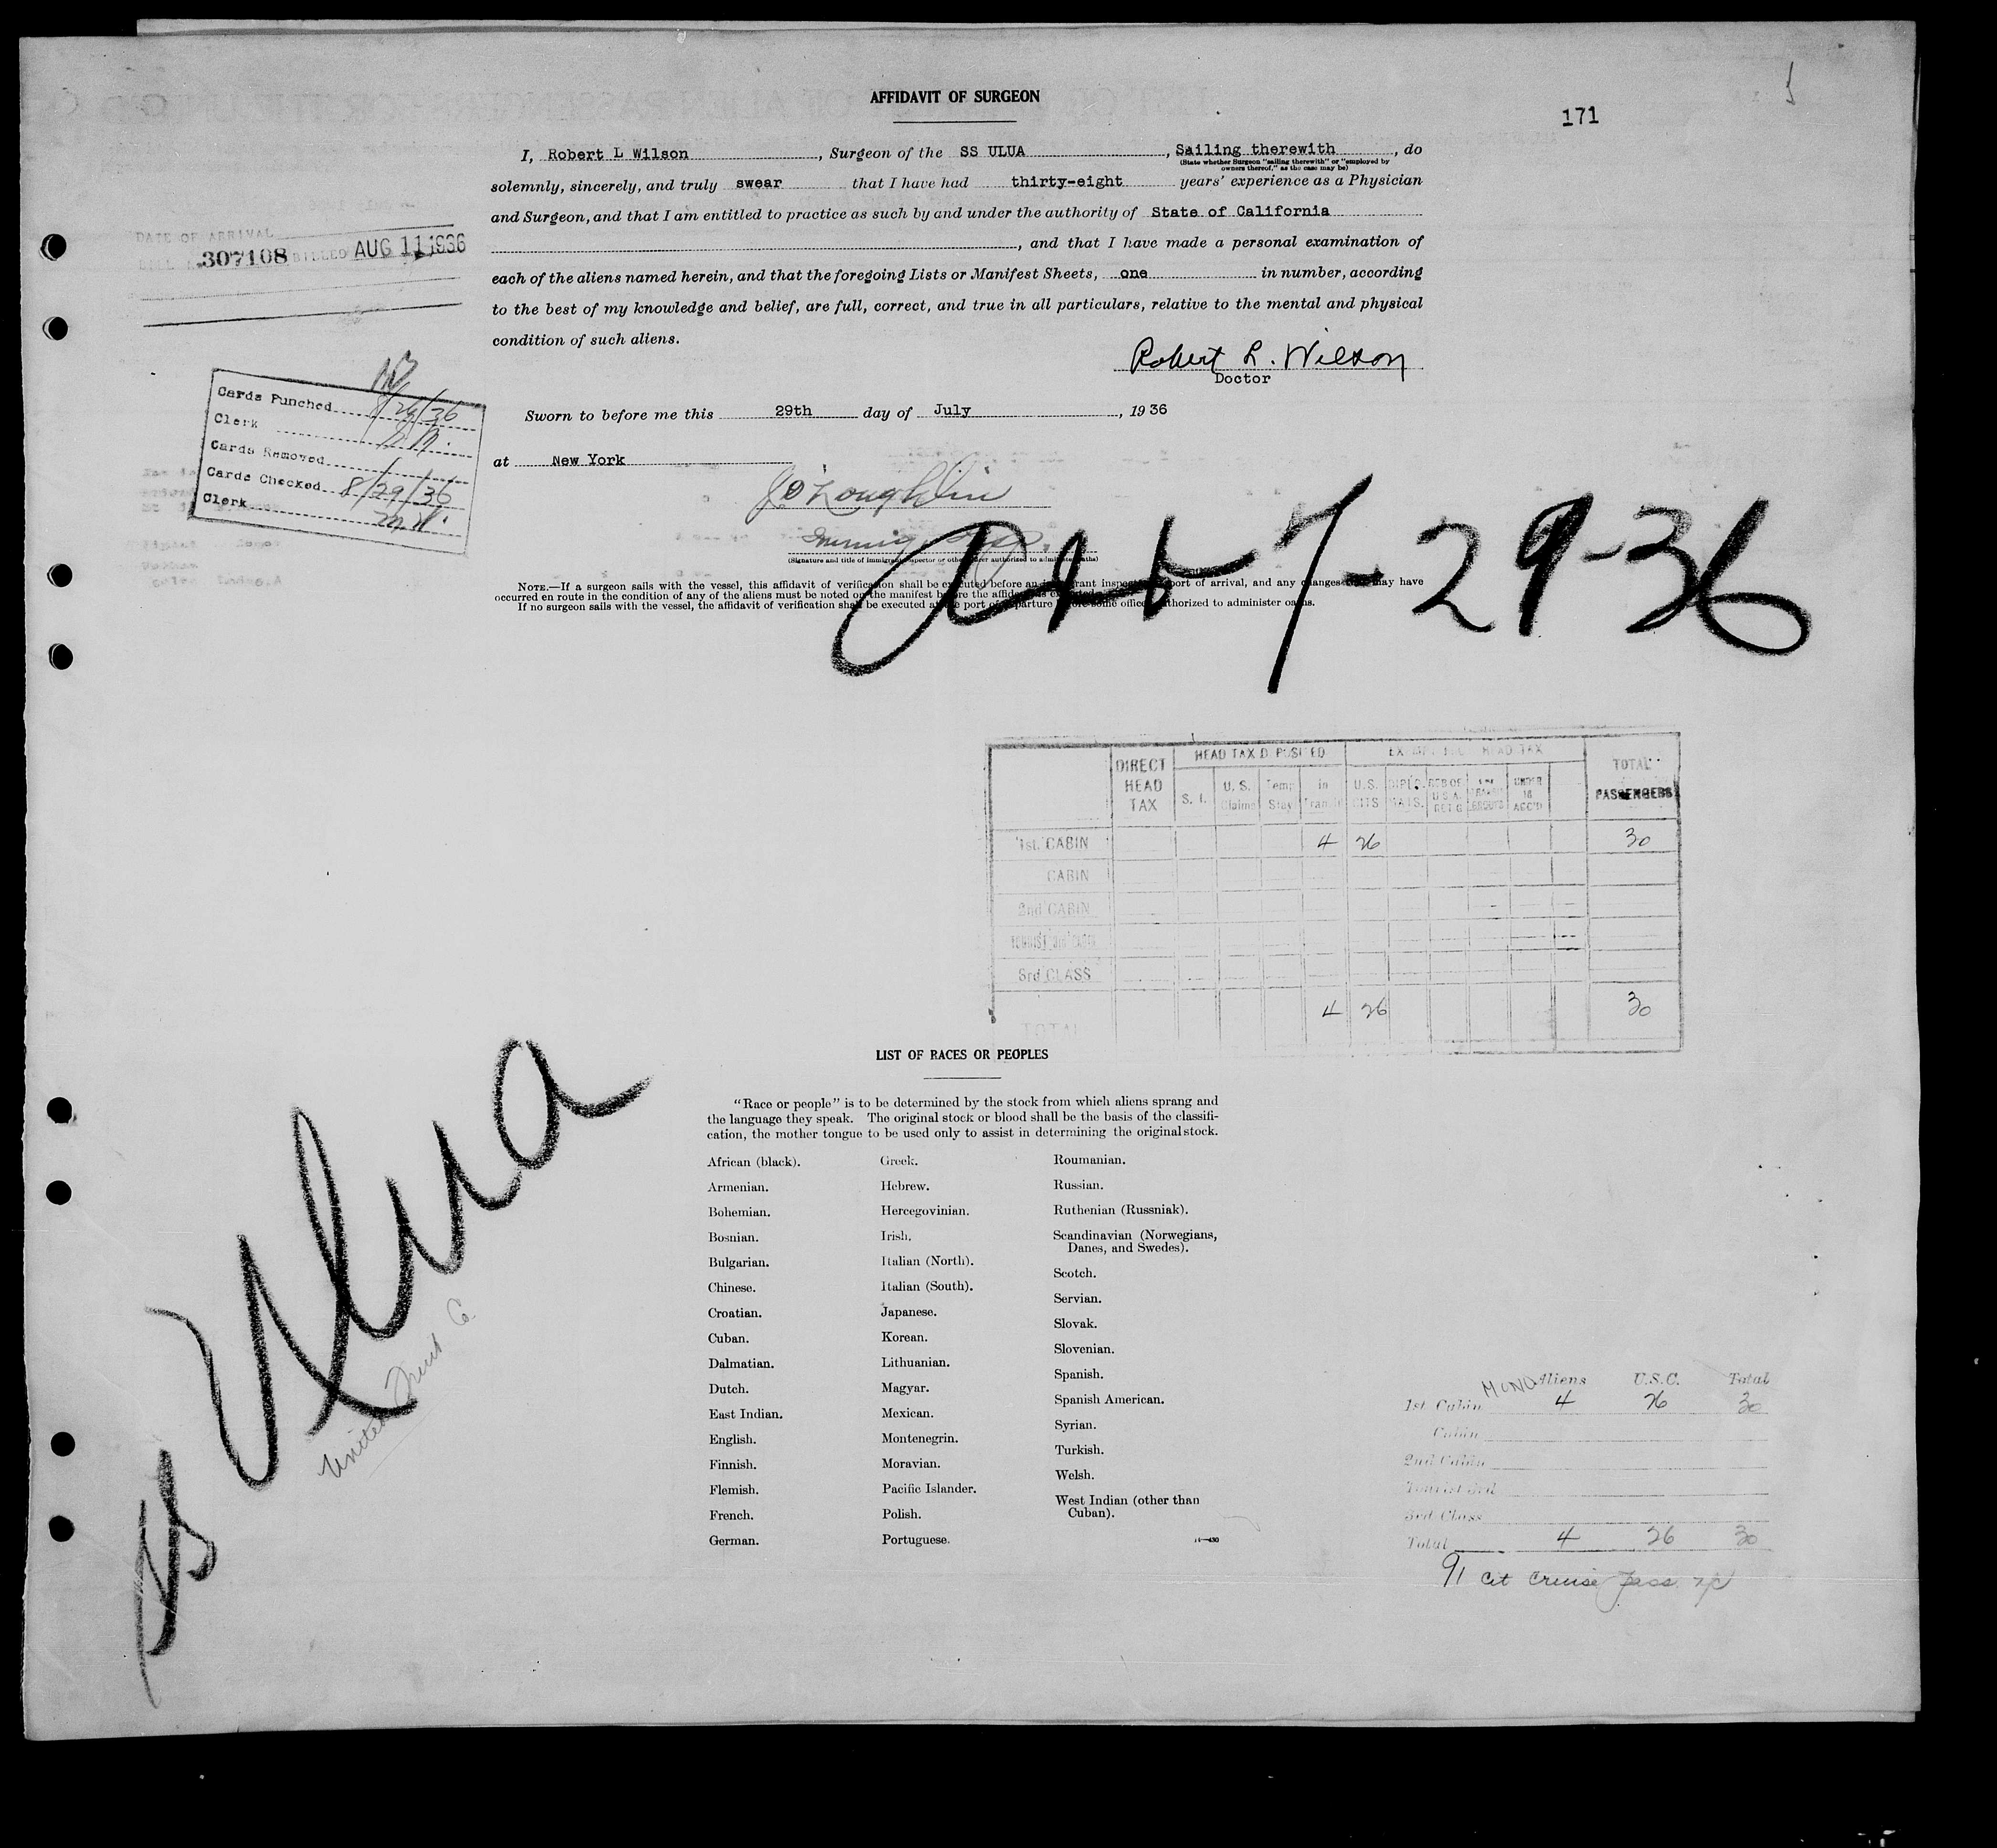 AFFIDAVIT OF SURGEON
171
I, Robert L Wilson, Surgeon of the SS ULUA, Sailing therewith, do
(State whether Surgeon "sailing therewith" or "employed by
owners thereof," as the case may be)
solemnly, sincerely, and truly swear that I have had thirty-eight years' experience as a Physician
and Surgeon, and that I am entitled to practice as such by and under the authority of State of California
, and that I have made a personal examination of
each of the aliens named herein, and that the foregoing Lists or Manifest Sheets, one in number, according
to the best of my knowledge and belief, are full, correct, and true in all particulars, relative to the mental and physical
condition of such aliens.
Robert L. Wilson
Doctor
Sworn to before me this 29th day of July, 1936
at New York
J. O'Loughlin
Immig. Insp.
(Signature and title of immigrant inspector or other officer authorized to administer oaths)
DATE OF ARRIVAL
307108 BILLED AUG 11 1936
Cards Punched 8/29/36
Clerk
Cards Removed
Cards Checked 8/29/36
Clerk
7-29-36
NOTE.—If a surgeon sails with the vessel, this affidavit of verification shall be executed before an immigrant inspector at port of arrival, and any changes that may have
occurred en route in the condition of any of the aliens must be noted on the manifest before the affidavit is executed.
If no surgeon sails with the vessel, the affidavit of verification shall be executed at the port of departure before some officer authorized to administer oaths.
DIRECT HEAD TAX
HEAD TAX DEPOSITED
S. I. U. S. Claims Temp Stay in Transit
EXEMPT HEAD TAX
U.S. CITS
UNDER 16 ACC'D
TOTAL PASSENGERS
1st CABIN 4 26 30
CABIN
2nd CABIN
TOURIST 3rd CABIN
3rd CLASS
TOTAL 4 26 30
LIST OF RACES OR PEOPLES
"Race or people" is to be determined by the stock from which aliens sprang and
the language they speak. The original stock or blood shall be the basis of the classifi-
cation, the mother tongue to be used only to assist in determining the original stock.
African (black).
Armenian.
Bohemian.
Bosnian.
Bulgarian.
Chinese.
Croatian.
Cuban.
Dalmatian.
Dutch.
East Indian.
English.
Finnish.
Flemish.
French.
German.
Greek.
Hebrew.
Hercegovinian.
Irish.
Italian (North).
Italian (South).
Japanese.
Korean.
Lithuanian.
Magyar.
Mexican.
Montenegrin.
Moravian.
Pacific Islander.
Polish.
Portuguese.
Roumanian.
Russian.
Ruthenian (Russniak).
Scandinavian (Norwegians,
Danes, and Swedes).
Scotch.
Servian.
Slovak.
Slovenian.
Spanish.
Spanish American.
Syrian.
Turkish.
Welsh.
West Indian (other than
Cuban).
SS Ulua
United Fruit Co
Aliens U.S.C. Total
1st Cabin 4 26 30
Cabin
2nd Cabin
Tourist 3rd
3rd Class
Total 4 26 30
91 cit cruise pass